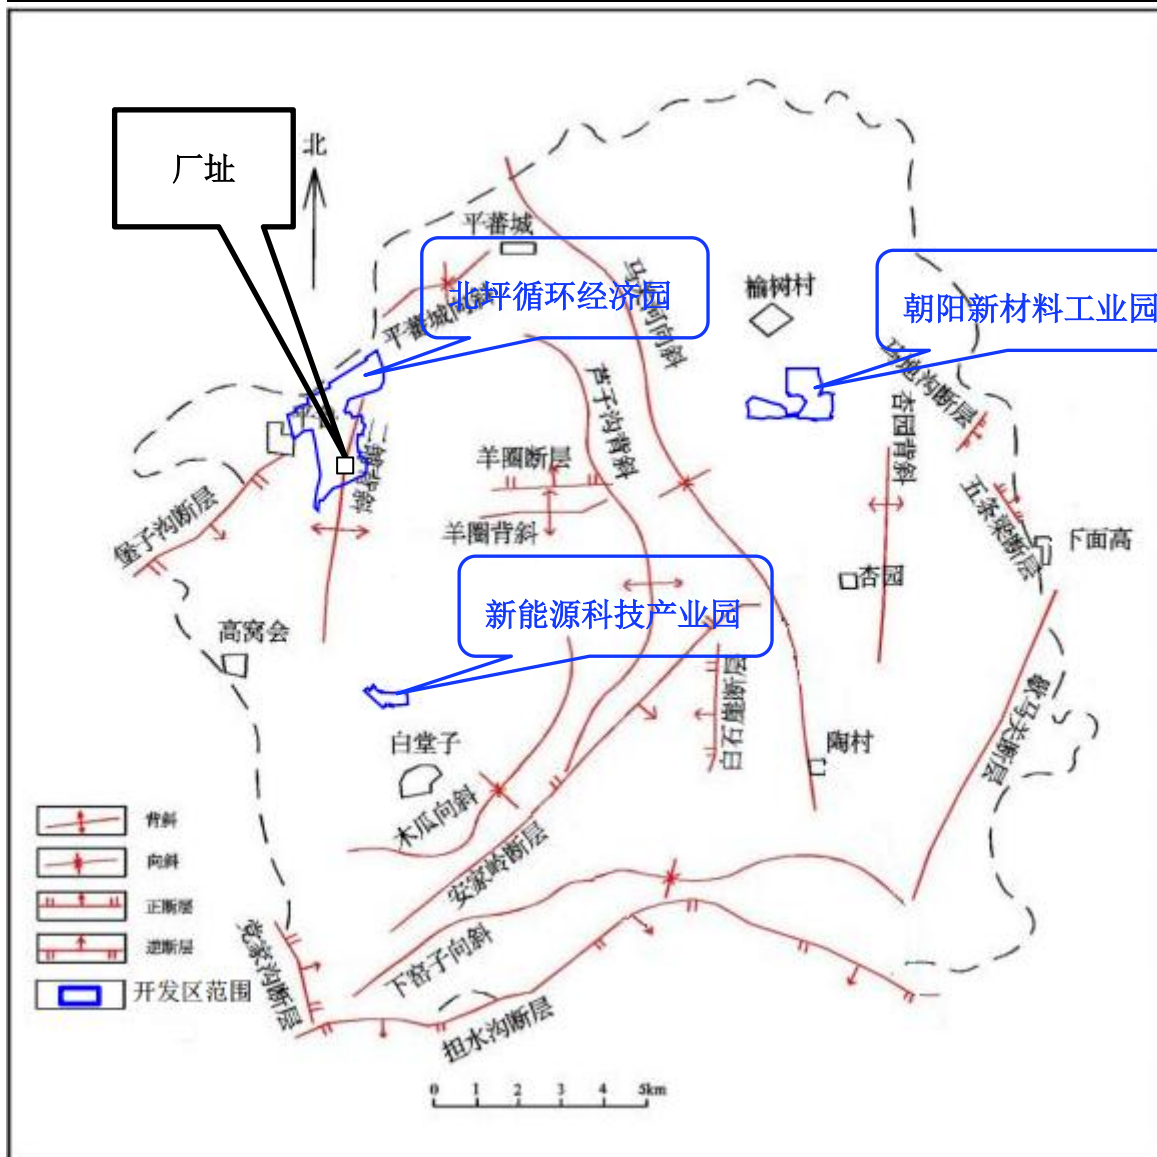 厂址
北
平蕃城
北坪循环经济园
平蕃城向斜
榆树村
朝阳新材料工业园
芦子沟背斜
杏园背斜
羊圈断层
羊圈背斜
堡子沟断层
五条梁断层
下面高
杏园
新能源科技产业园
高窝会
白堂子
木瓜向斜
安家岭断层
陶村
下窑子向斜
担水沟断层
党家沟断层
背斜
向斜
正断层
逆断层
开发区范围
0 1 2 3 4 5km